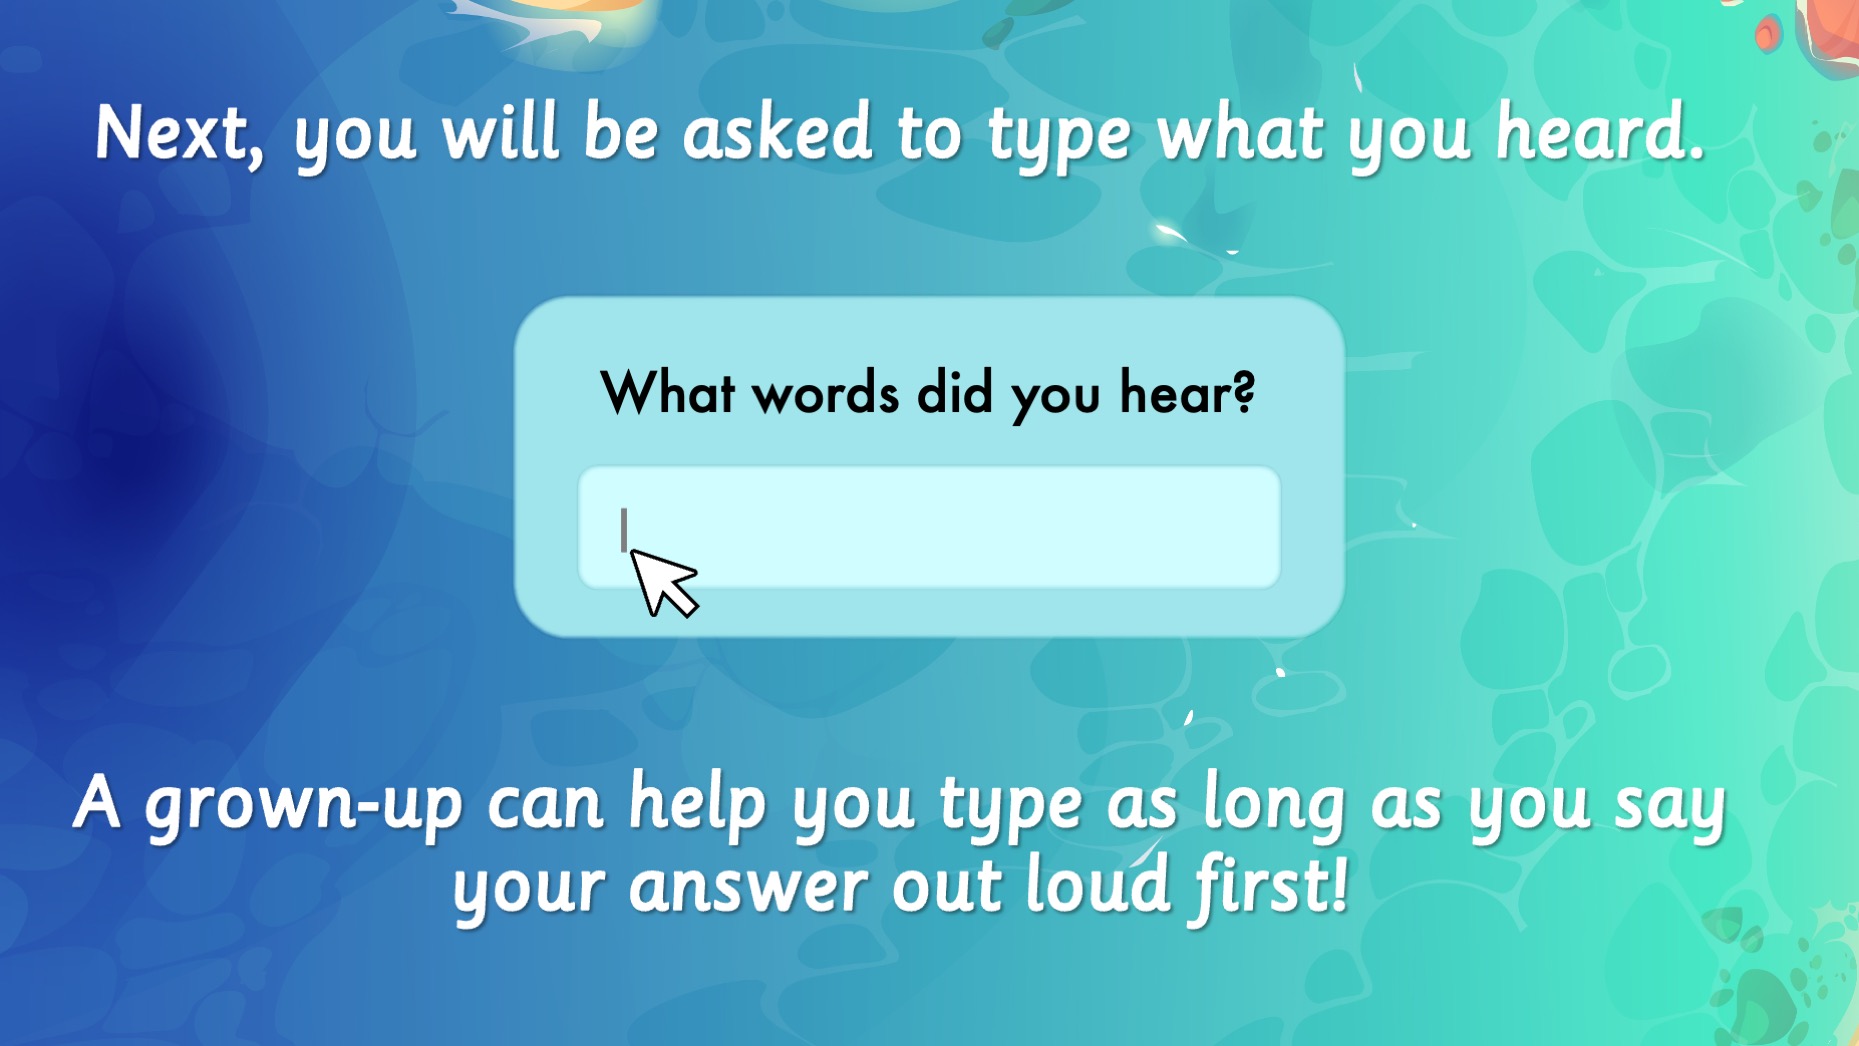 Next, you will be asked to type what you heard.
What words did you hear?
A grown-up can help you type as long as you say
your answer out loud first!